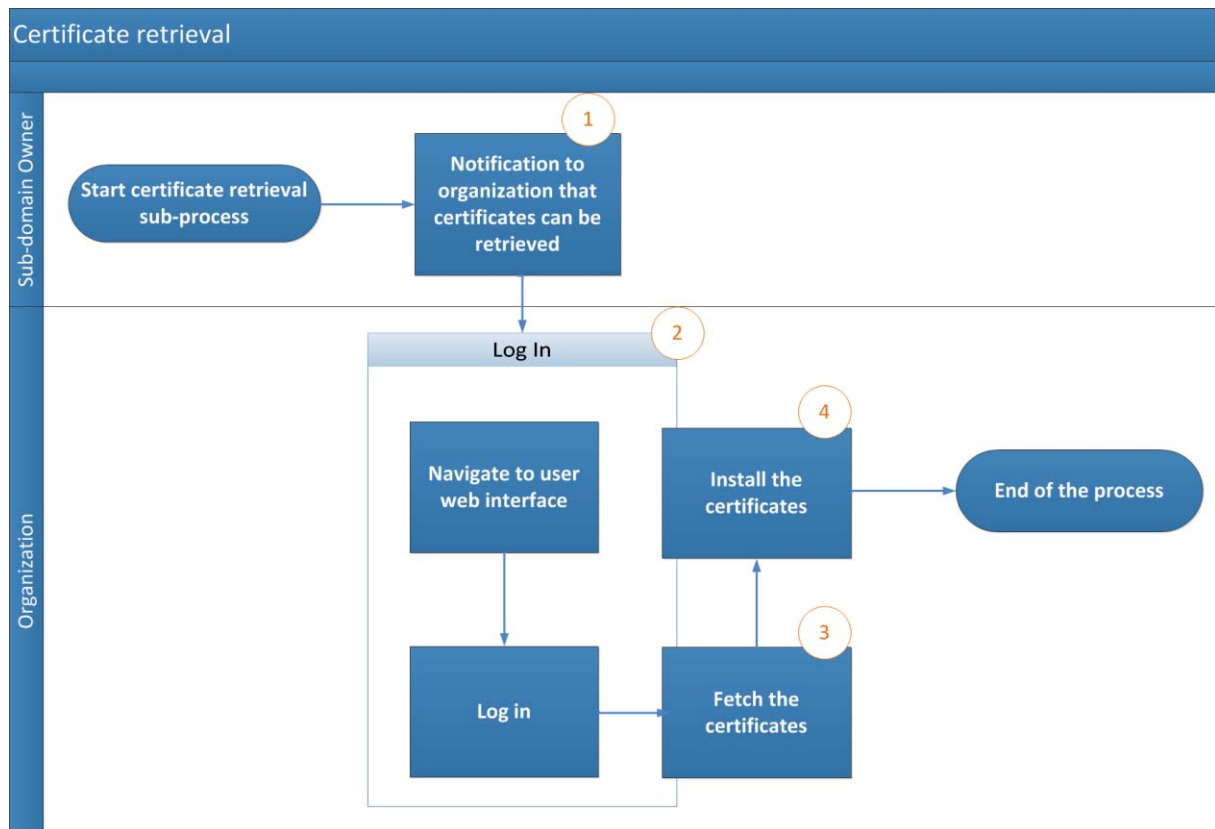 Certificate retrieval
Sub-domain Owner
1
Start certificate retrieval
sub-process
Notification to
organization that
certificates can be
retrieved
Organization
2
Log In
Navigate to user
web interface
4
Install the
certificates
End of the process
3
Log in
Fetch the
certificates